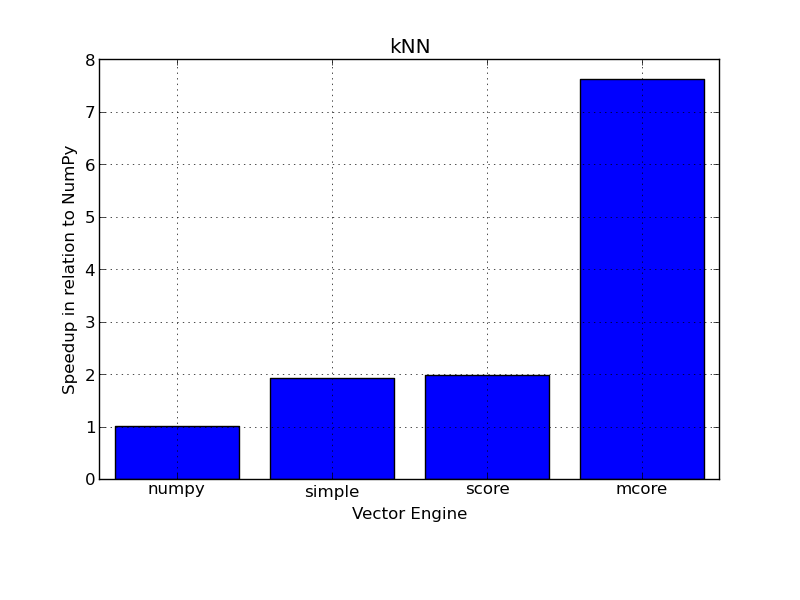 kNN
8
7
6
5
4
3
2
1
0
Speedup in relation to NumPy
numpy simple score mcore
Vector Engine